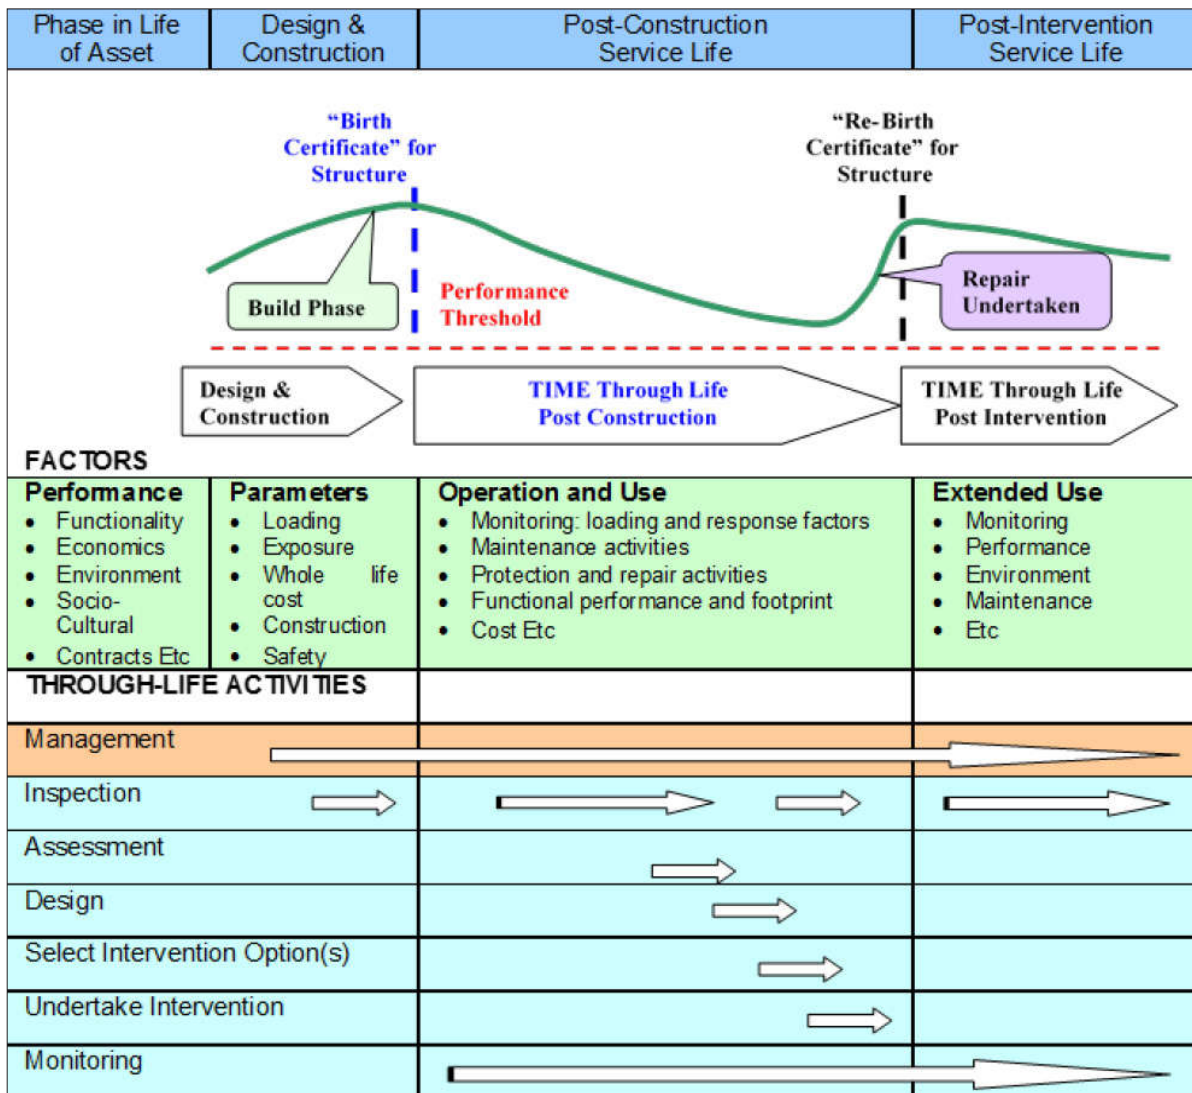 Phase in Life
of Asset
Design &
Construction
Post-Construction
Service Life
Post-Intervention
Service Life
“Birth
Certificate” for
Structure
“Re-Birth
Certificate” for
Structure
Build Phase
Performance
Threshold
Repair
Undertaken
Design &
Construction
TIME Through Life
Post Construction
TIME Through Life
Post Intervention
FACTORS
Performance
• Functionality
• Economics
• Environment
• Socio-
Cultural
• Contracts Etc
Parameters
• Loading
• Exposure
• Whole life
cost
• Construction
• Safety
Operation and Use
• Monitoring: loading and response factors
• Maintenance activities
• Protection and repair activities
• Functional performance and footprint
• Cost Etc
Extended Use
• Monitoring
• Performance
• Environment
• Maintenance
• Etc
THROUGH-LIFE ACTIVITIES
Management
Inspection
Assessment
Design
Select Intervention Option(s)
Undertake Intervention
Monitoring